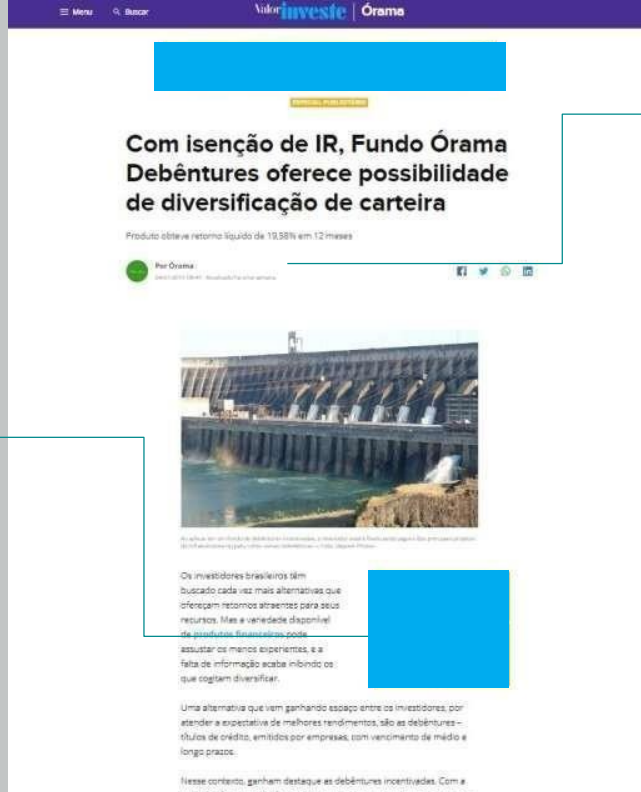 Menu Buscar Valor investe Órama
ESPECIAL PUBLICITÁRIO
Com isenção de IR, Fundo Órama
Debêntures oferece possibilidade
de diversificação de carteira
Produto obteve retorno líquido de 19,58% em 12 meses
Por Órama
Os investidores brasileiros têm
buscado cada vez mais alternativas que
ofereçam retornos atraentes para seus
recursos. Mas a variedade disponível
de produtos financeiros pode
assustar os menos experientes, e a
falta de informação acaba inibindo os
que cogitam diversificar.
Uma alternativa que vem ganhando espaço entre os investidores, por
atender a expectativa de melhores rendimentos, são as debêntures –
títulos de crédito, emitidos por empresas, com vencimento de médio e
longo prazos.
Nesse contexto, ganham destaque as debêntures incentivadas. Com a